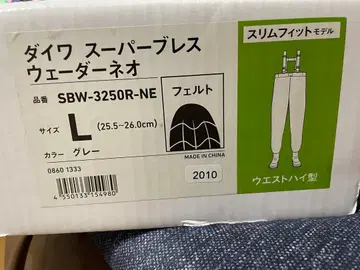 ダイワ スーパーブレス
ウェーダーネオ
品番 SBW-3250R-NE
サイズ L (25.5~26.0cm)
カラー グレー
0860 1333
4 550133 154980
フェルト
MADE IN CHINA
2010
スリムフィットモデル
ウエストハイ型